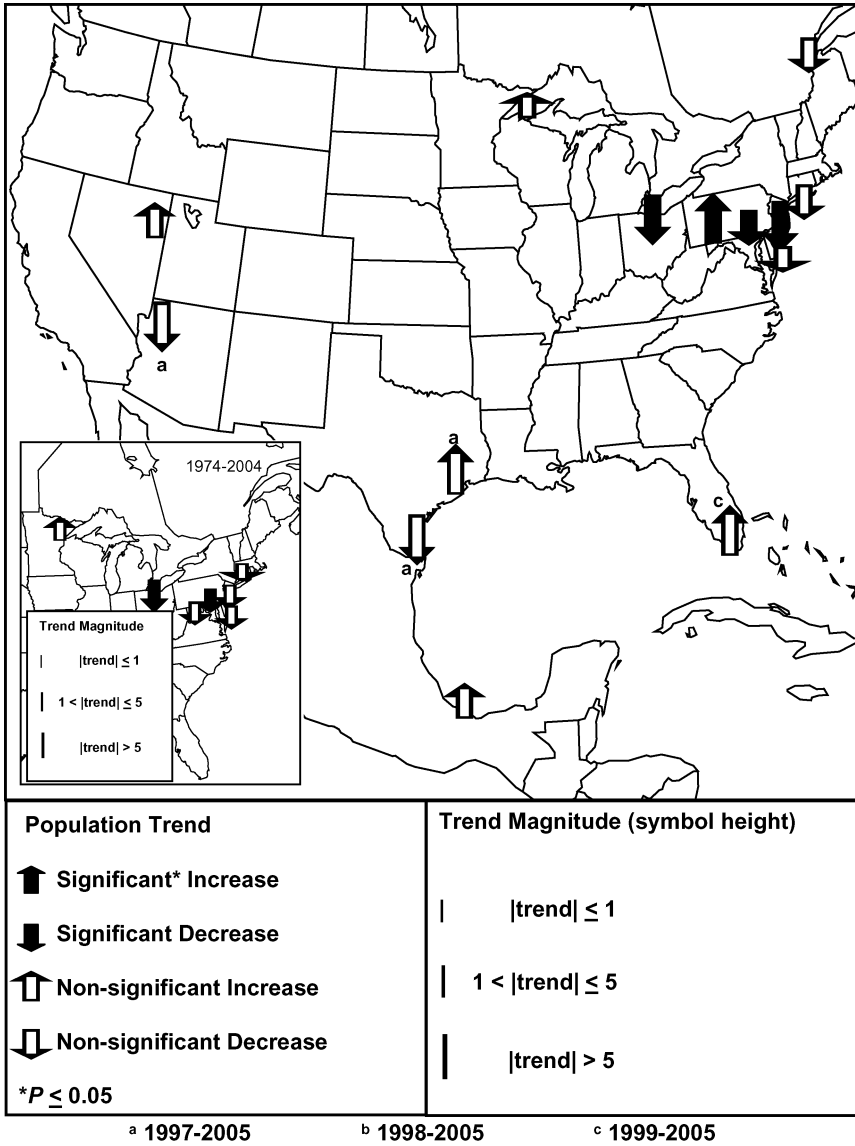 a
a
c
a
1974-2004
Trend Magnitude
|trend| ≤ 1
1 < |trend| ≤ 5
|trend| > 5
Population Trend
Significant* Increase
Significant Decrease
Non-significant Increase
Non-significant Decrease
*P ≤ 0.05
Trend Magnitude (symbol height)
|trend| ≤ 1
1 < |trend| ≤ 5
|trend| > 5
a 1997-2005 b 1998-2005 c 1999-2005